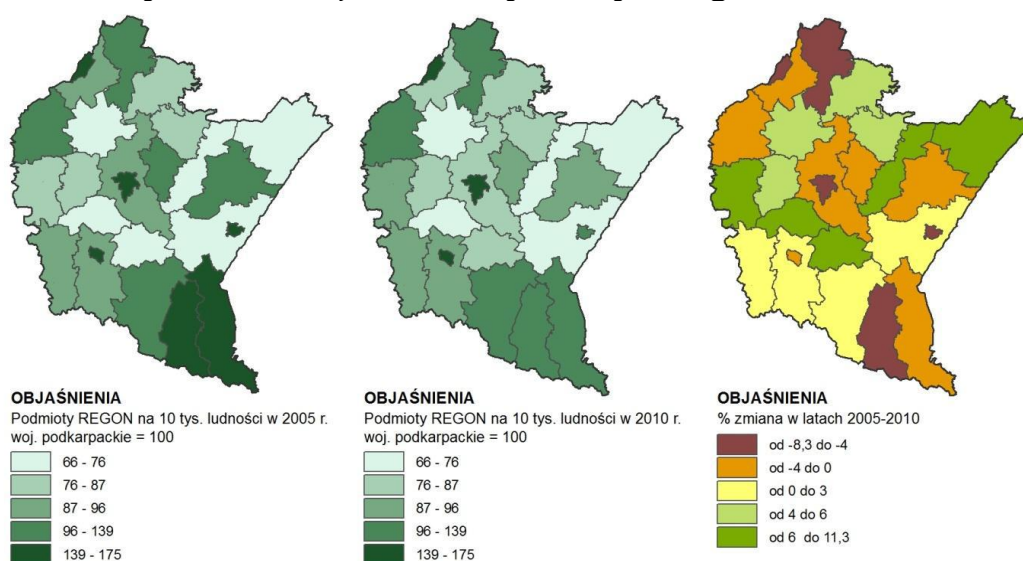 OBJAŚNIENIA
Podmioty REGON na 10 tys. ludności w 2005 r.
woj. podkarpackie = 100
66 - 76
76 - 87
87 - 96
96 - 139
139 - 175
OBJAŚNIENIA
Podmioty REGON na 10 tys. ludności w 2010 r.
woj. podkarpackie = 100
66 - 76
76 - 87
87 - 96
96 - 139
139 - 175
OBJAŚNIENIA
% zmiana w latach 2005-2010
od -8,3 do -4
od -4 do 0
od 0 do 3
od 4 do 6
od 6 do 11,3